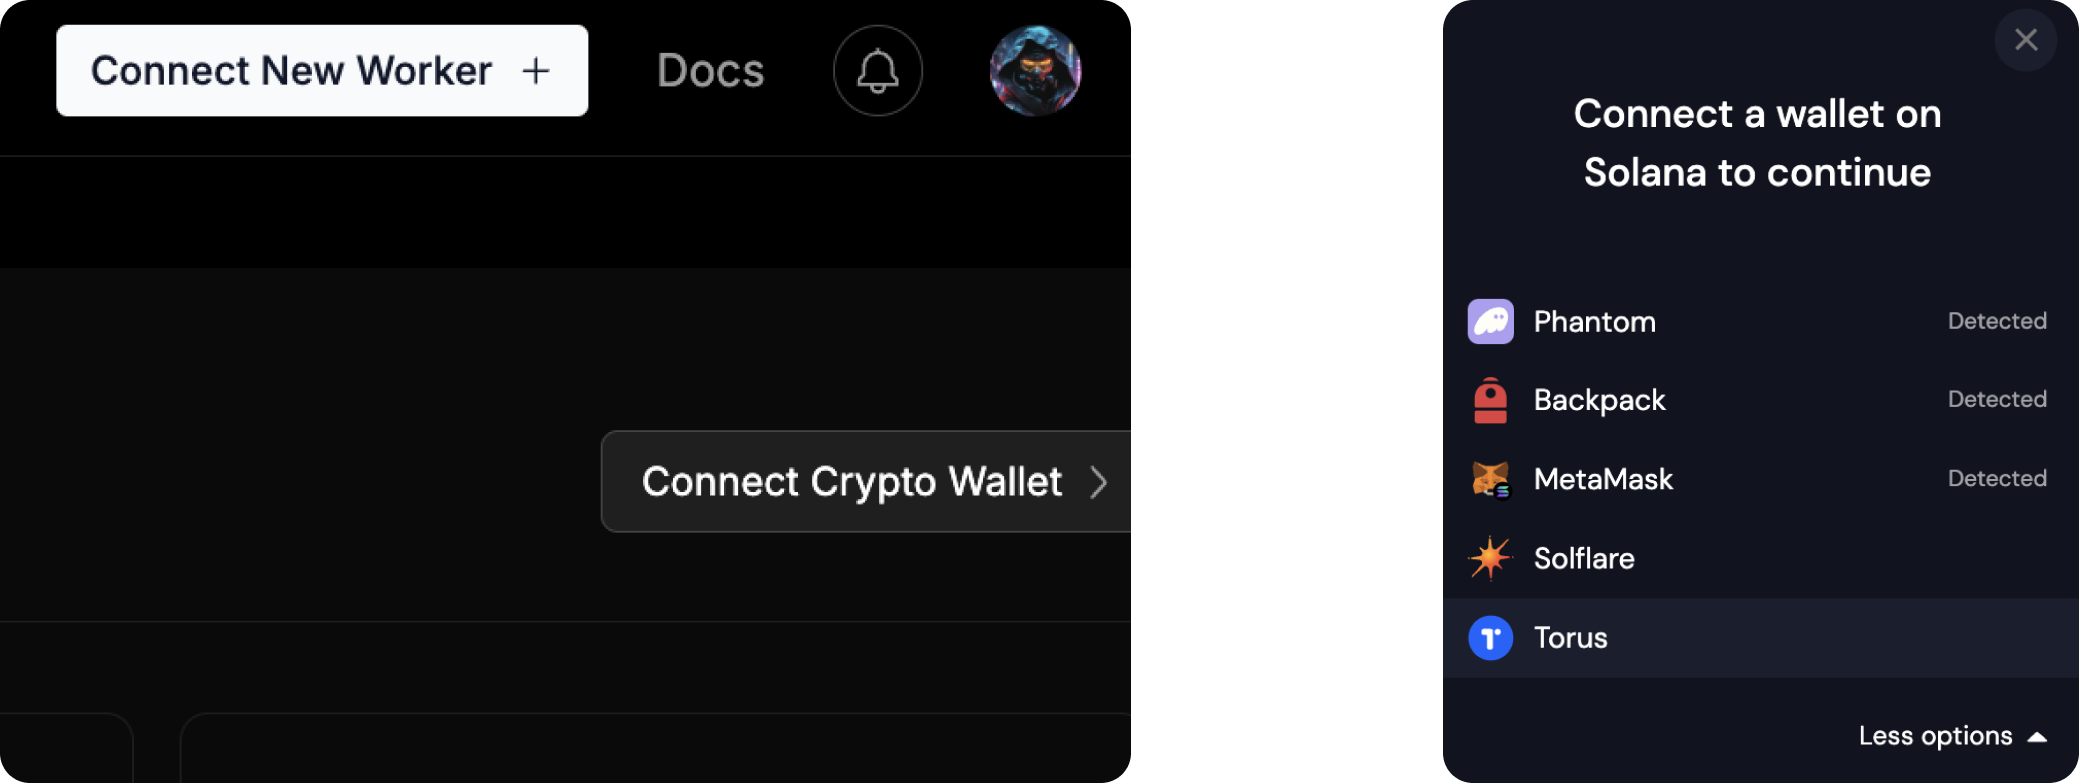 Connect New Worker +
Docs
Connect Crypto Wallet
Connect a wallet on
Solana to continue
Phantom Detected
Backpack Detected
MetaMask Detected
Solflare
Torus
Less options